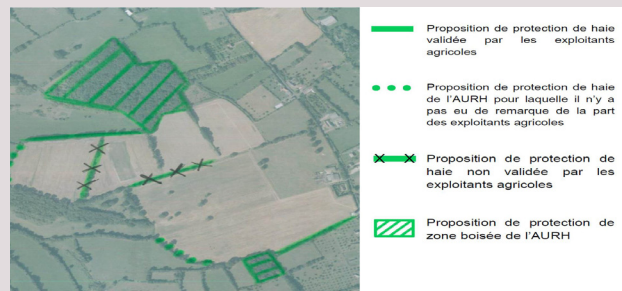 Proposition de protection de haie
validée par les exploitants
agricoles
Proposition de protection de haie
de l'AURH pour laquelle il n'y a
pas eu de remarque de la part
des exploitants agricoles
Proposition de protection de
haie non validée par les
exploitants agricoles
Proposition de protection de
zone boisée de l'AURH